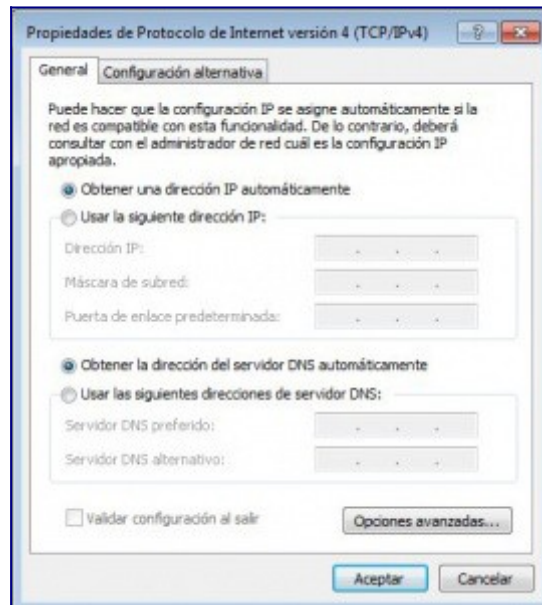 Propiedades de Protocolo de Internet versión 4 (TCP/IPv4)
General
Configuración alternativa
Puede hacer que la configuración IP se asigne automáticamente si la
red es compatible con esta funcionalidad. De lo contrario, deberá
consultar con el administrador de red cuál es la configuración IP
apropiada.
Obtener una dirección IP automáticamente
Usar la siguiente dirección IP:
Dirección IP:
Máscara de subred:
Puerta de enlace predeterminada:
Obtener la dirección del servidor DNS automáticamente
Usar las siguientes direcciones de servidor DNS:
Servidor DNS preferido:
Servidor DNS alternativo:
Validar configuración al salir
Opciones avanzadas...
Aceptar
Cancelar